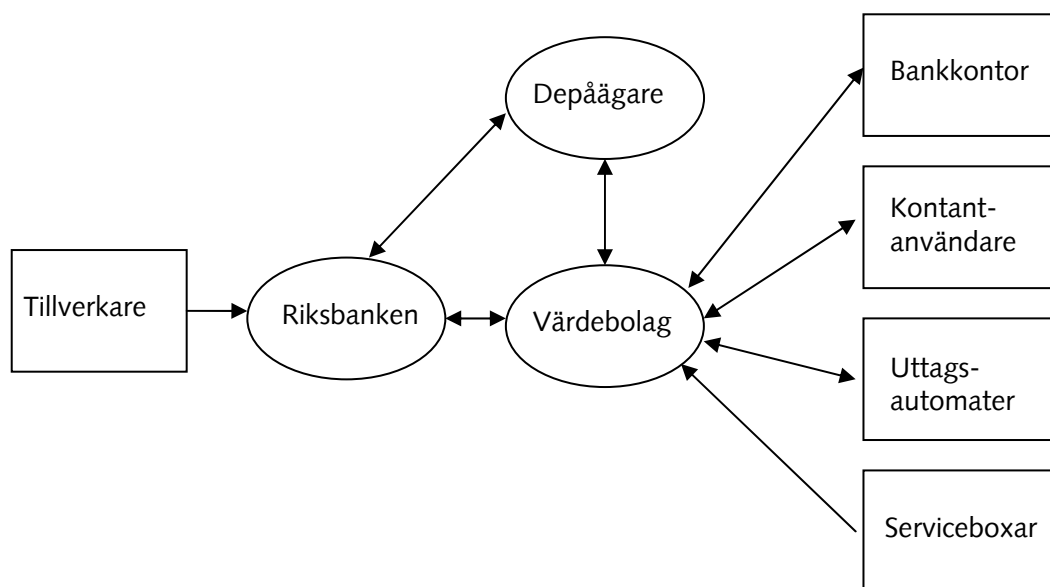 Depåägare
Bankkontor
Kontant-
användare
Tillverkare
Riksbanken
Värdebolag
Uttags-
automater
Serviceboxar